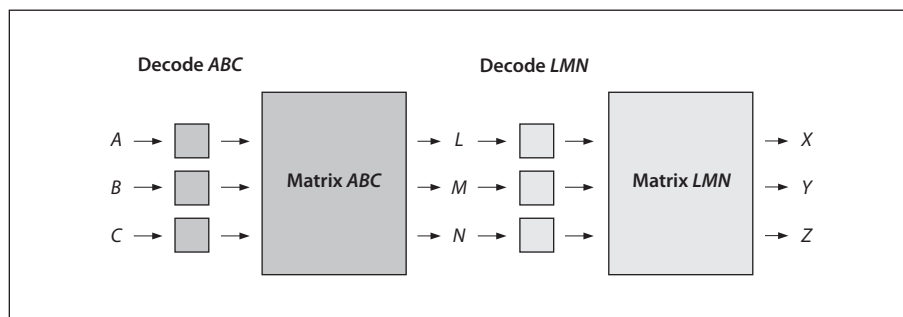 Decode ABC Decode LMN
A L X
B Matrix ABC M Matrix LMN Y
C N Z